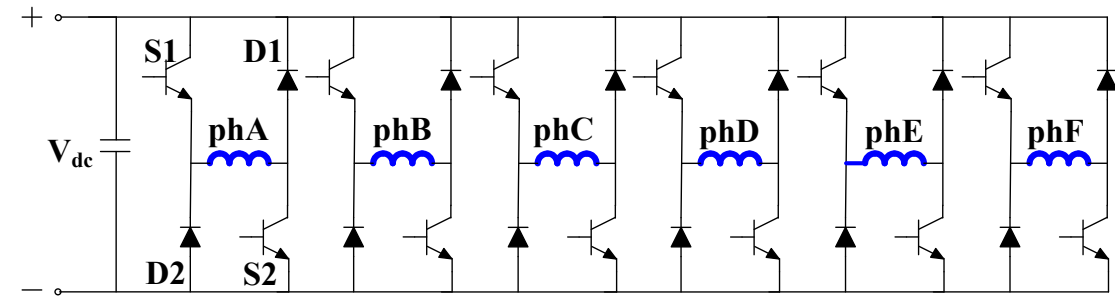 +
S1 D1
phA phB phC phD phE phF
Vdc
D2 S2
−